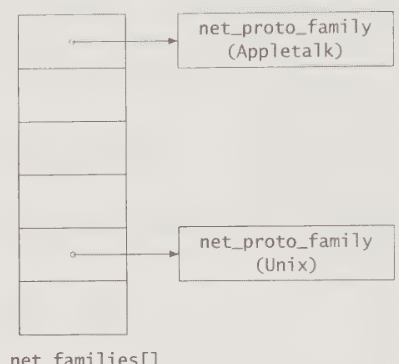 net_proto_family
(Appletalk)
net_proto_family
(Unix)
net_families[]